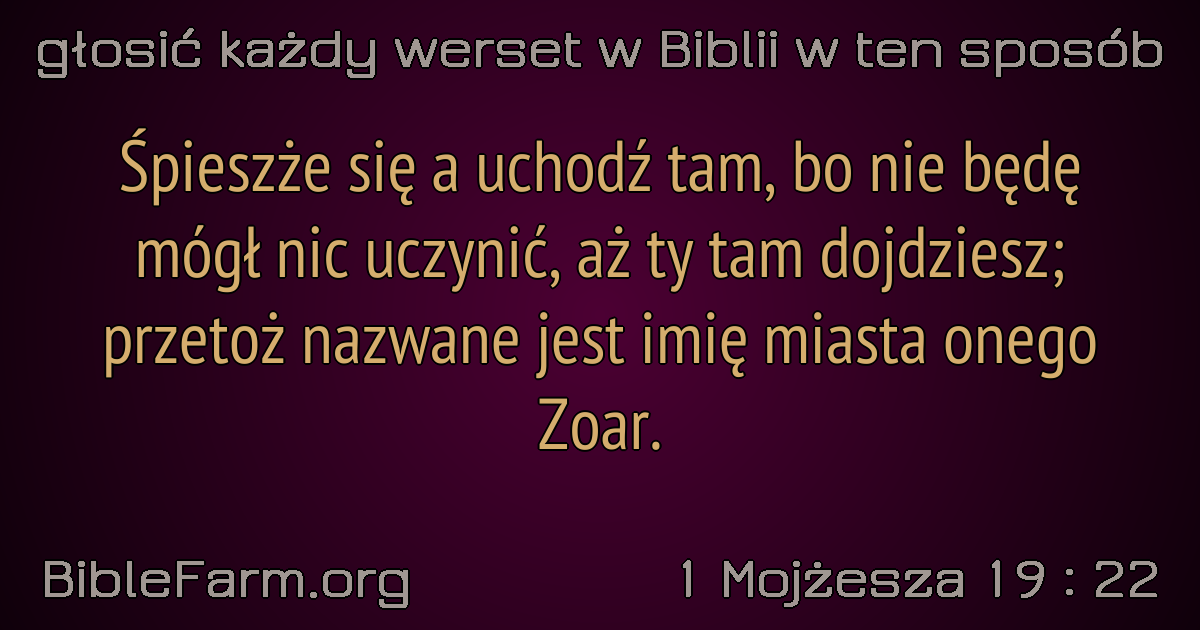 głosić każdy werset w Biblii w ten sposób
Śpieszże się a uchodź tam, bo nie będę
mógł nic uczynić, aż ty tam dojdziesz;
przetoż nazwane jest imię miasta onego
Zoar.
BibleFarm.org
1 Mojżesza 19 : 22